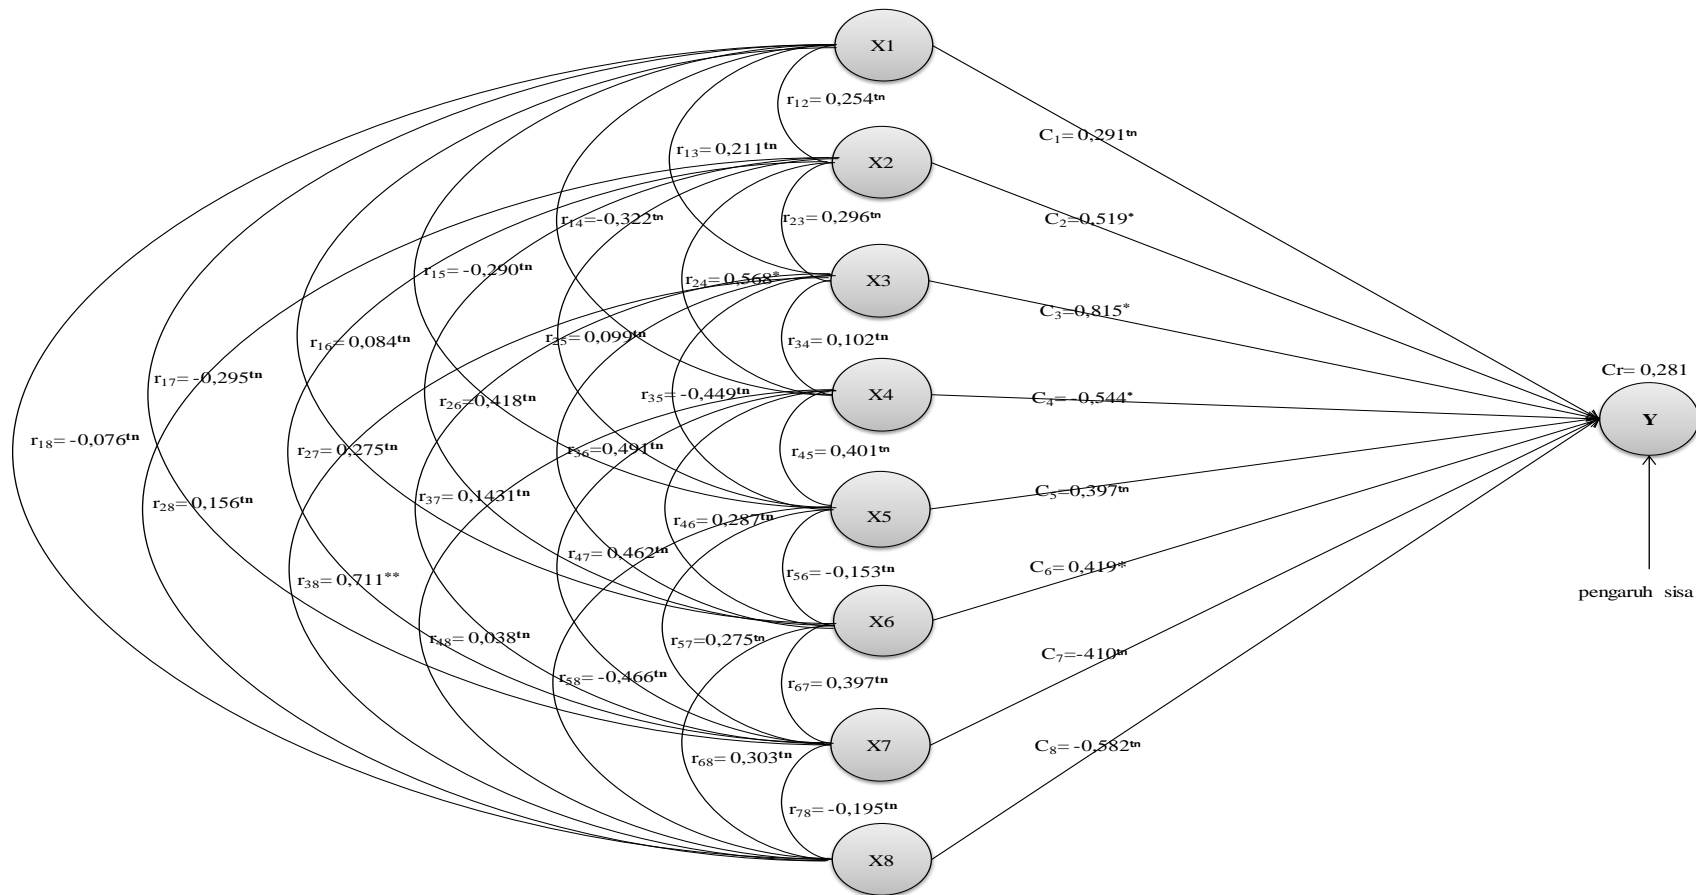 X1
r₁₂= 0,254ᵗⁿ
C₁= 0,291ᵗⁿ
r₁₃= 0,211ᵗⁿ
X2
r₁₄=-0,322ᵗⁿ
r₂₃= 0,296ᵗⁿ
C₂=0,519*
r₁₅= -0,290ᵗⁿ
r₂₄= 0,568*
X3
C₃=0,815*
r₁₆= 0,084ᵗⁿ
r₂₅= 0,099ᵗⁿ
r₃₄= 0,102ᵗⁿ
Cr= 0,281
r₁₇= -0,295ᵗⁿ
r₂₆=0,418ᵗⁿ
r₃₅= -0,449ᵗⁿ
X4
C₄= -0,544*
Y
r₁₈= -0,076ᵗⁿ
r₂₇= 0,275ᵗⁿ
r₃₆= 0,491ᵗⁿ
r₄₅= 0,401ᵗⁿ
r₂₈= 0,156ᵗⁿ
r₃₇= 0,1431ᵗⁿ
r₄₆= 0,287ᵗⁿ
X5
C₅= 0,397ᵗⁿ
r₃₈= 0,711**
r₄₇= 0,462ᵗⁿ
r₅₆= -0,153ᵗⁿ
C₆= 0,419*
pengaruh sisa
r₄₈= 0,038ᵗⁿ
r₅₇= 0,275ᵗⁿ
X6
r₅₈= -0,466ᵗⁿ
r₆₇= 0,397ᵗⁿ
C₇=-410ᵗⁿ
r₆₈= 0,303ᵗⁿ
X7
C₈= -0,582ᵗⁿ
r₇₈= -0,195ᵗⁿ
X8